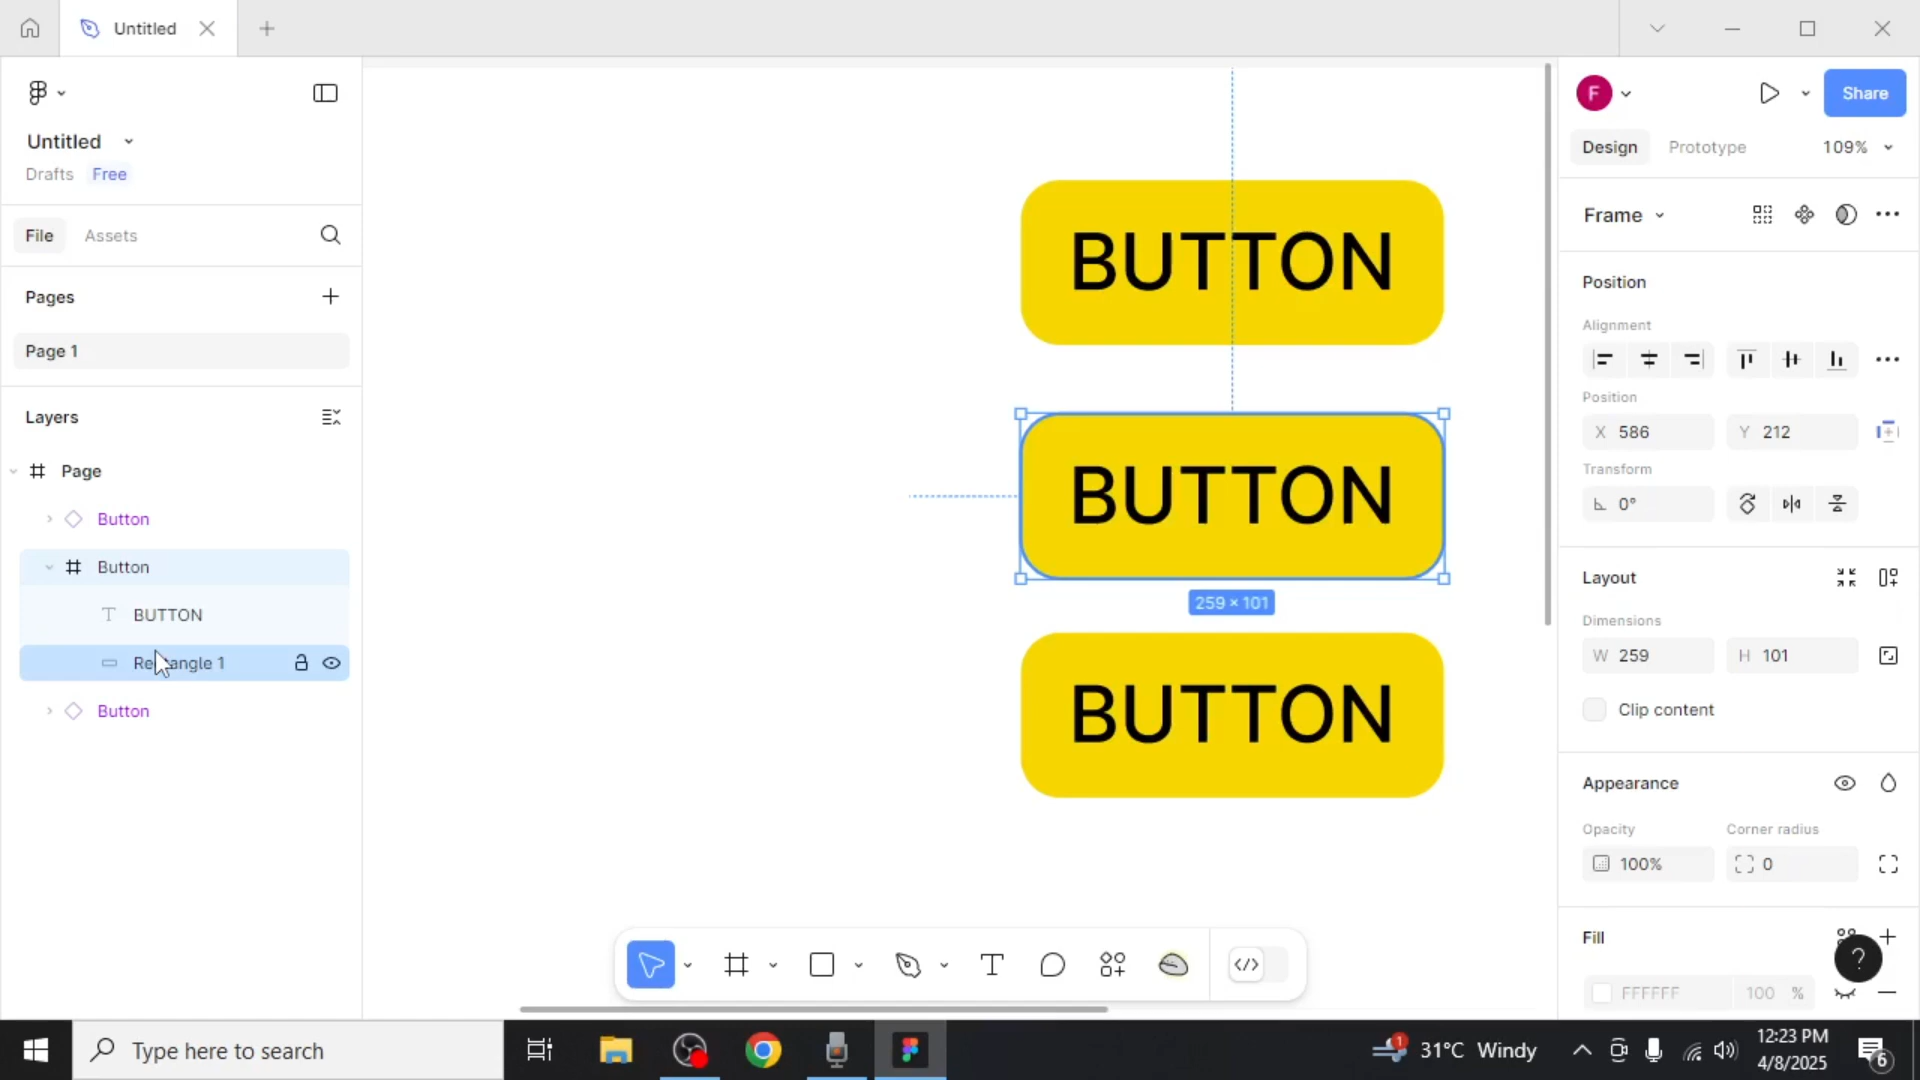 Untitled
Untitled
Drafts Free
File Assets
Pages
Page 1
Layers
Page
Button
Button
BUTTON
Rectangle 1
Button
BUTTON
BUTTON
259 × 101
BUTTON
F
Share
Design Prototype 109%
Frame
Position
Alignment
Position
X 586 Y 212
Transform
0°
Layout
Dimensions
W 259 H 101
Clip content
Appearance
Opacity Corner radius
100% 0
Fill
?
FFFFFF 100 %
Type here to search
1
31°C Windy
12:23 PM
4/8/2025
6